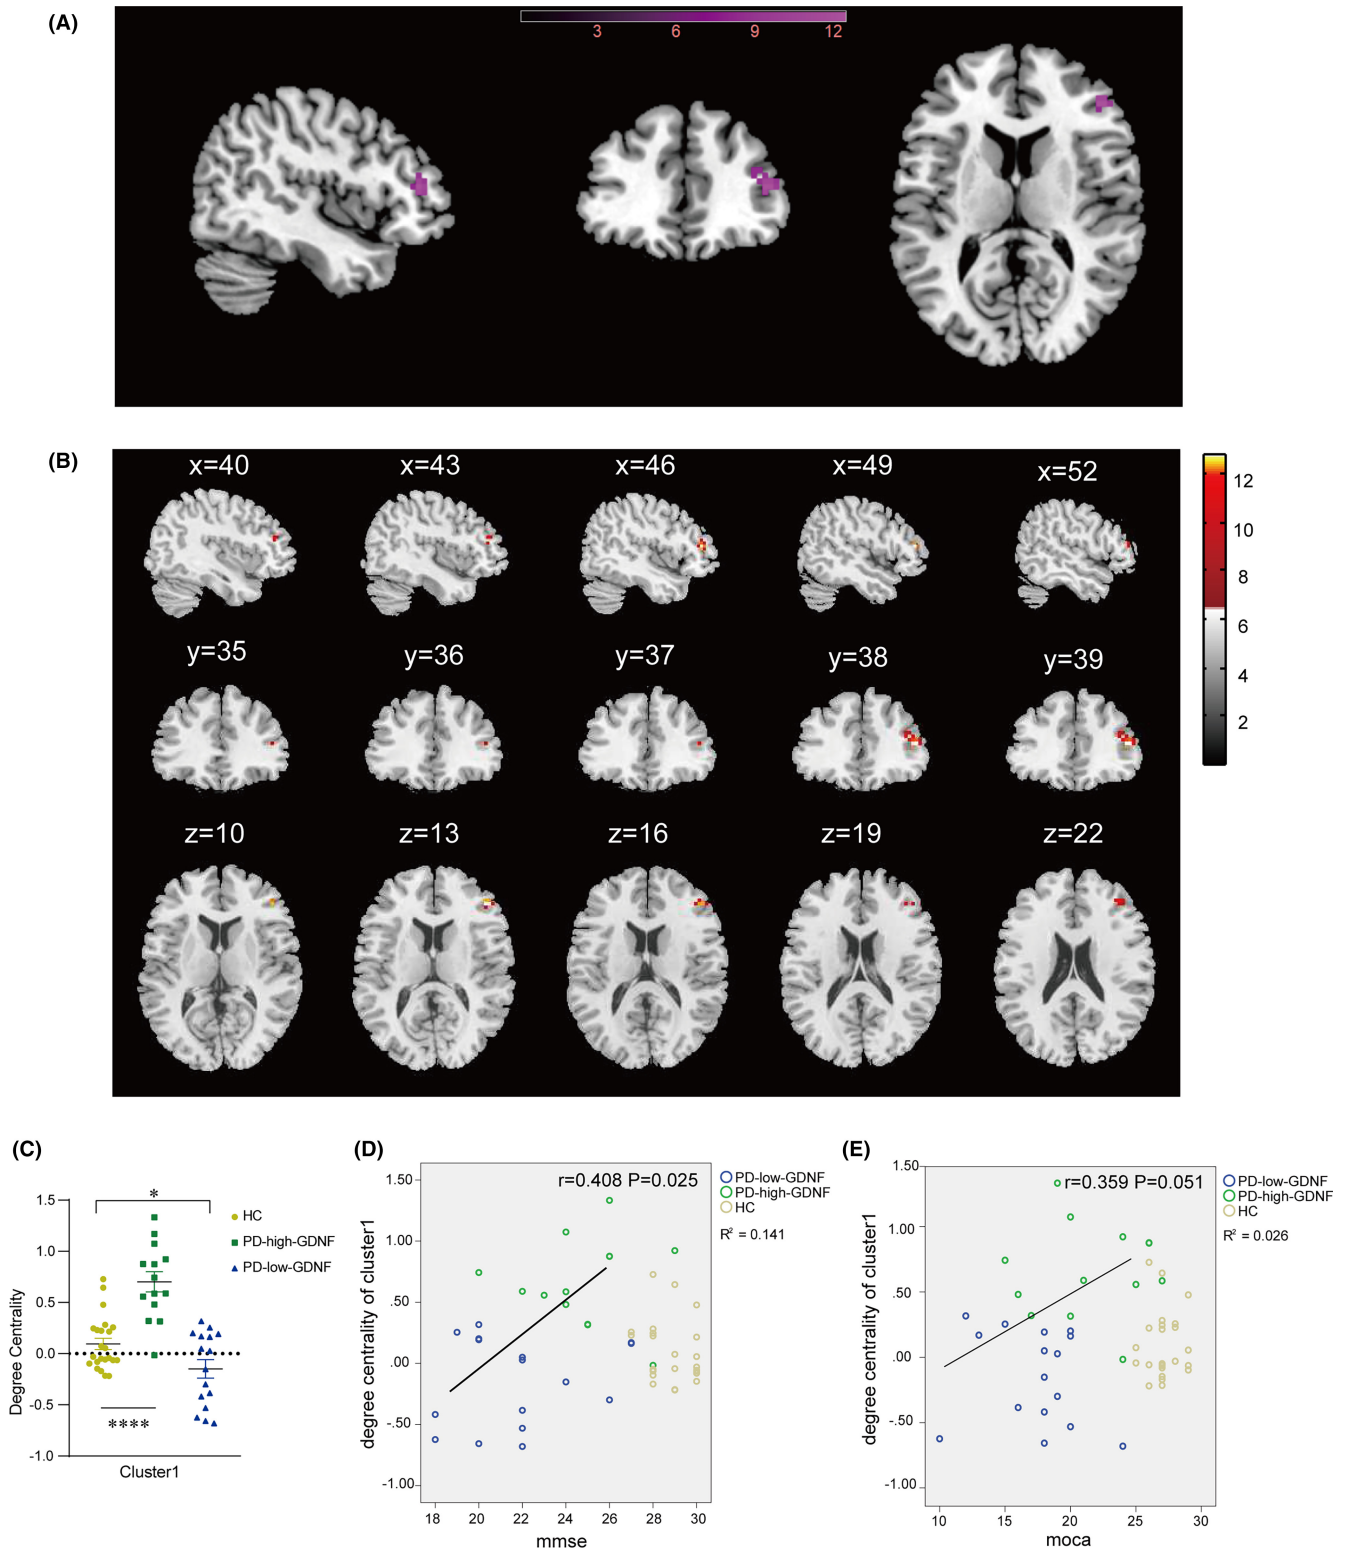 (A)
3 6 9 12
(B)
x=40 x=43 x=46 x=49 x=52
12
10
8
6
4
2
y=35 y=36 y=37 y=38 y=39
z=10 z=13 z=16 z=19 z=22
(C)
Degree Centrality
1.5
1.0
0.5
0.0
-0.5
-1.0
*
****
Cluster1
HC
PD-high-GDNF
PD-low-GDNF
(D)
degree centrality of cluster1
1.50
1.00
.50
.00
-.50
-1.00
r=0.408 P=0.025
18 20 22 24 26 28 30
mmse
PD-low-GDNF
PD-high-GDNF
HC
R² = 0.141
(E)
degree centrality of cluster1
1.50
1.00
.50
.00
-.50
-1.00
r=0.359 P=0.051
10 15 20 25 30
moca
PD-low-GDNF
PD-high-GDNF
HC
R² = 0.026